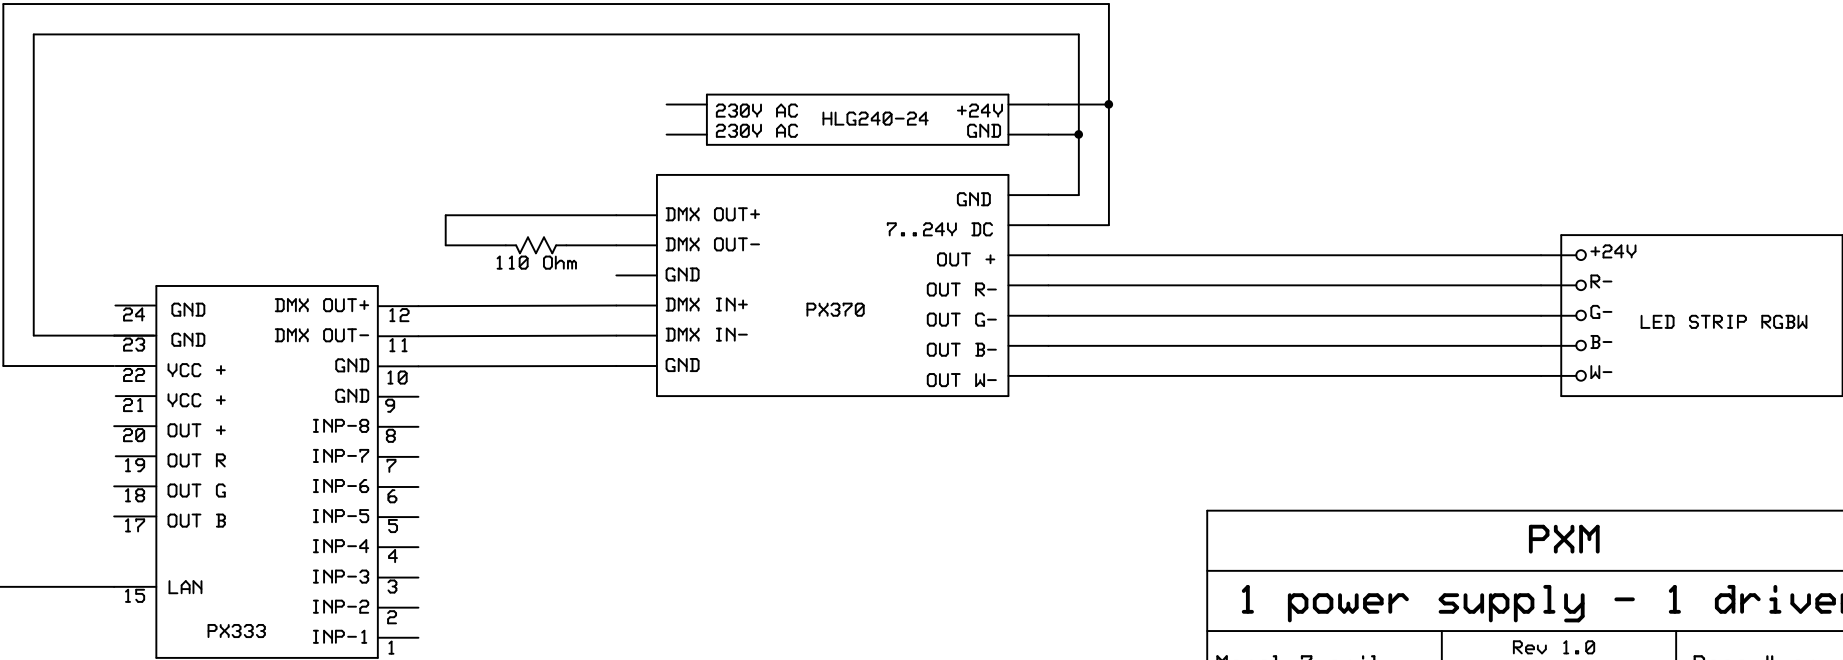 230V AC
230V AC
HLG240-24
+24V
GND
DMX OUT+
DMX OUT-
GND
DMX IN+
DMX IN-
GND
PX370
GND
7..24V DC
OUT +
OUT R-
OUT G-
OUT B-
OUT W-
110 Ohm
+24V
R-
G-
B-
W-
LED STRIP RGBW
24 GND
23 GND
22 VCC +
21 VCC +
20 OUT +
19 OUT R
18 OUT G
17 OUT B
15 LAN
PX333
DMX OUT+ 12
DMX OUT- 11
GND 10
GND 9
INP-8 8
INP-7 7
INP-6 6
INP-5 5
INP-4 4
INP-3 3
INP-2 2
INP-1 1
PXM
1 power supply - 1 driver
Rev 1.0